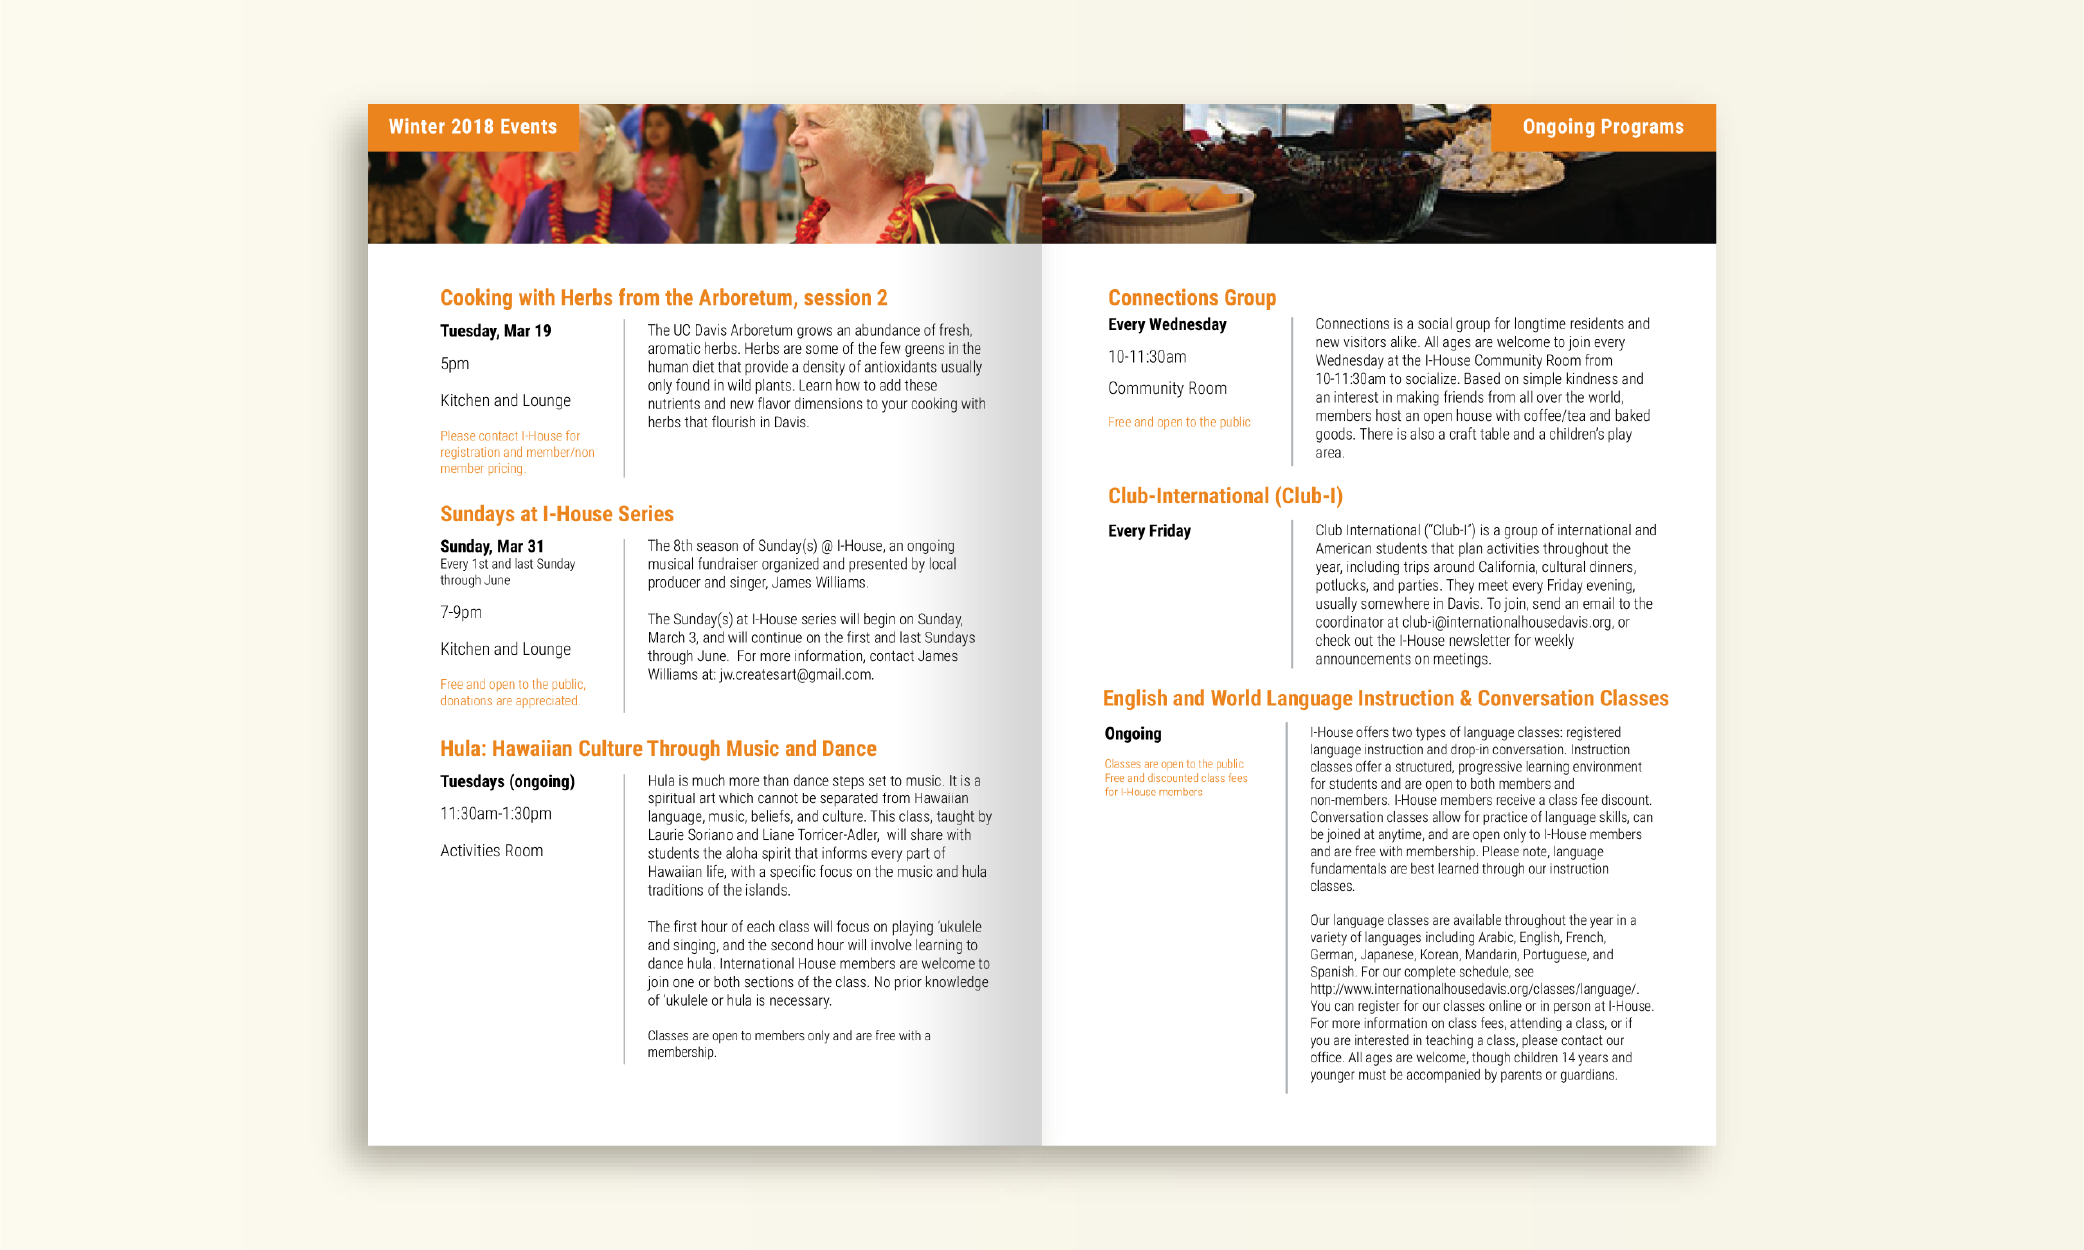 Winter 2018 Events
Cooking with Herbs from the Arboretum, session 2
Tuesday, Mar 19
5pm
Kitchen and Lounge
Please contact I-House for
registration and member/non
member pricing.
The UC Davis Arboretum grows an abundance of fresh,
aromatic herbs. Herbs are some of the few greens in the
human diet that provide a density of antioxidants usually
only found in wild plants. Learn how to add these
nutrients and new flavor dimensions to your cooking with
herbs that flourish in Davis.
Sundays at I-House Series
Sunday, Mar 31
Every 1st and last Sunday
through June
7-9pm
Kitchen and Lounge
Free and open to the public,
donations are appreciated.
The 8th season of Sunday(s) @ I-House, an ongoing
musical fundraiser organized and presented by local
producer and singer, James Williams.
The Sunday(s) at I-House series will begin on Sunday,
March 3, and will continue on the first and last Sundays
through June.  For more information, contact James
Williams at: jw.createsart@gmail.com.
Hula: Hawaiian Culture Through Music and Dance
Tuesdays (ongoing)
11:30am-1:30pm
Activities Room
Hula is much more than dance steps set to music. It is a
spiritual art which cannot be separated from Hawaiian
language, music, beliefs, and culture. This class, taught by
Laurie Soriano and Liane Torricer-Adler,  will share with
students the aloha spirit that informs every part of
Hawaiian life, with a specific focus on the music and hula
traditions of the islands.
The first hour of each class will focus on playing 'ukulele
and singing, and the second hour will involve learning to
dance hula. International House members are welcome to
join one or both sections of the class. No prior knowledge
of 'ukulele or hula is necessary.
Classes are open to members only and are free with a
membership.
Ongoing Programs
Connections Group
Every Wednesday
10-11:30am
Community Room
Free and open to the public
Connections is a social group for longtime residents and
new visitors alike. All ages are welcome to join every
Wednesday at the I-House Community Room from
10-11:30am to socialize. Based on simple kindness and
an interest in making friends from all over the world,
members host an open house with coffee/tea and baked
goods. There is also a craft table and a children's play
area.
Club-International (Club-I)
Every Friday
Club International ("Club-I") is a group of international and
American students that plan activities throughout the
year, including trips around California, cultural dinners,
potlucks, and parties. They meet every Friday evening,
usually somewhere in Davis. To join, send an email to the
coordinator at club-i@internationalhousedavis.org, or
check out the I-House newsletter for weekly
announcements on meetings.
English and World Language Instruction & Conversation Classes
Ongoing
Classes are open to the public
Free and discounted class fees
for I-House members
I-House offers two types of language classes: registered
language instruction and drop-in conversation. Instruction
classes offer a structured, progressive learning environment
for students and are open to both members and
non-members. I-House members receive a class fee discount.
Conversation classes allow for practice of language skills, can
be joined at anytime, and are open only to I-House members
and are free with membership. Please note, language
fundamentals are best learned through our instruction
classes.
Our language classes are available throughout the year in a
variety of languages including Arabic, English, French,
German, Japanese, Korean, Mandarin, Portuguese, and
Spanish. For our complete schedule, see
http://www.internationalhousedavis.org/classes/language/.
You can register for our classes online or in person at I-House.
For more information on class fees, attending a class, or if
you are interested in teaching a class, please contact our
office. All ages are welcome, though children 14 years and
younger must be accompanied by parents or guardians.